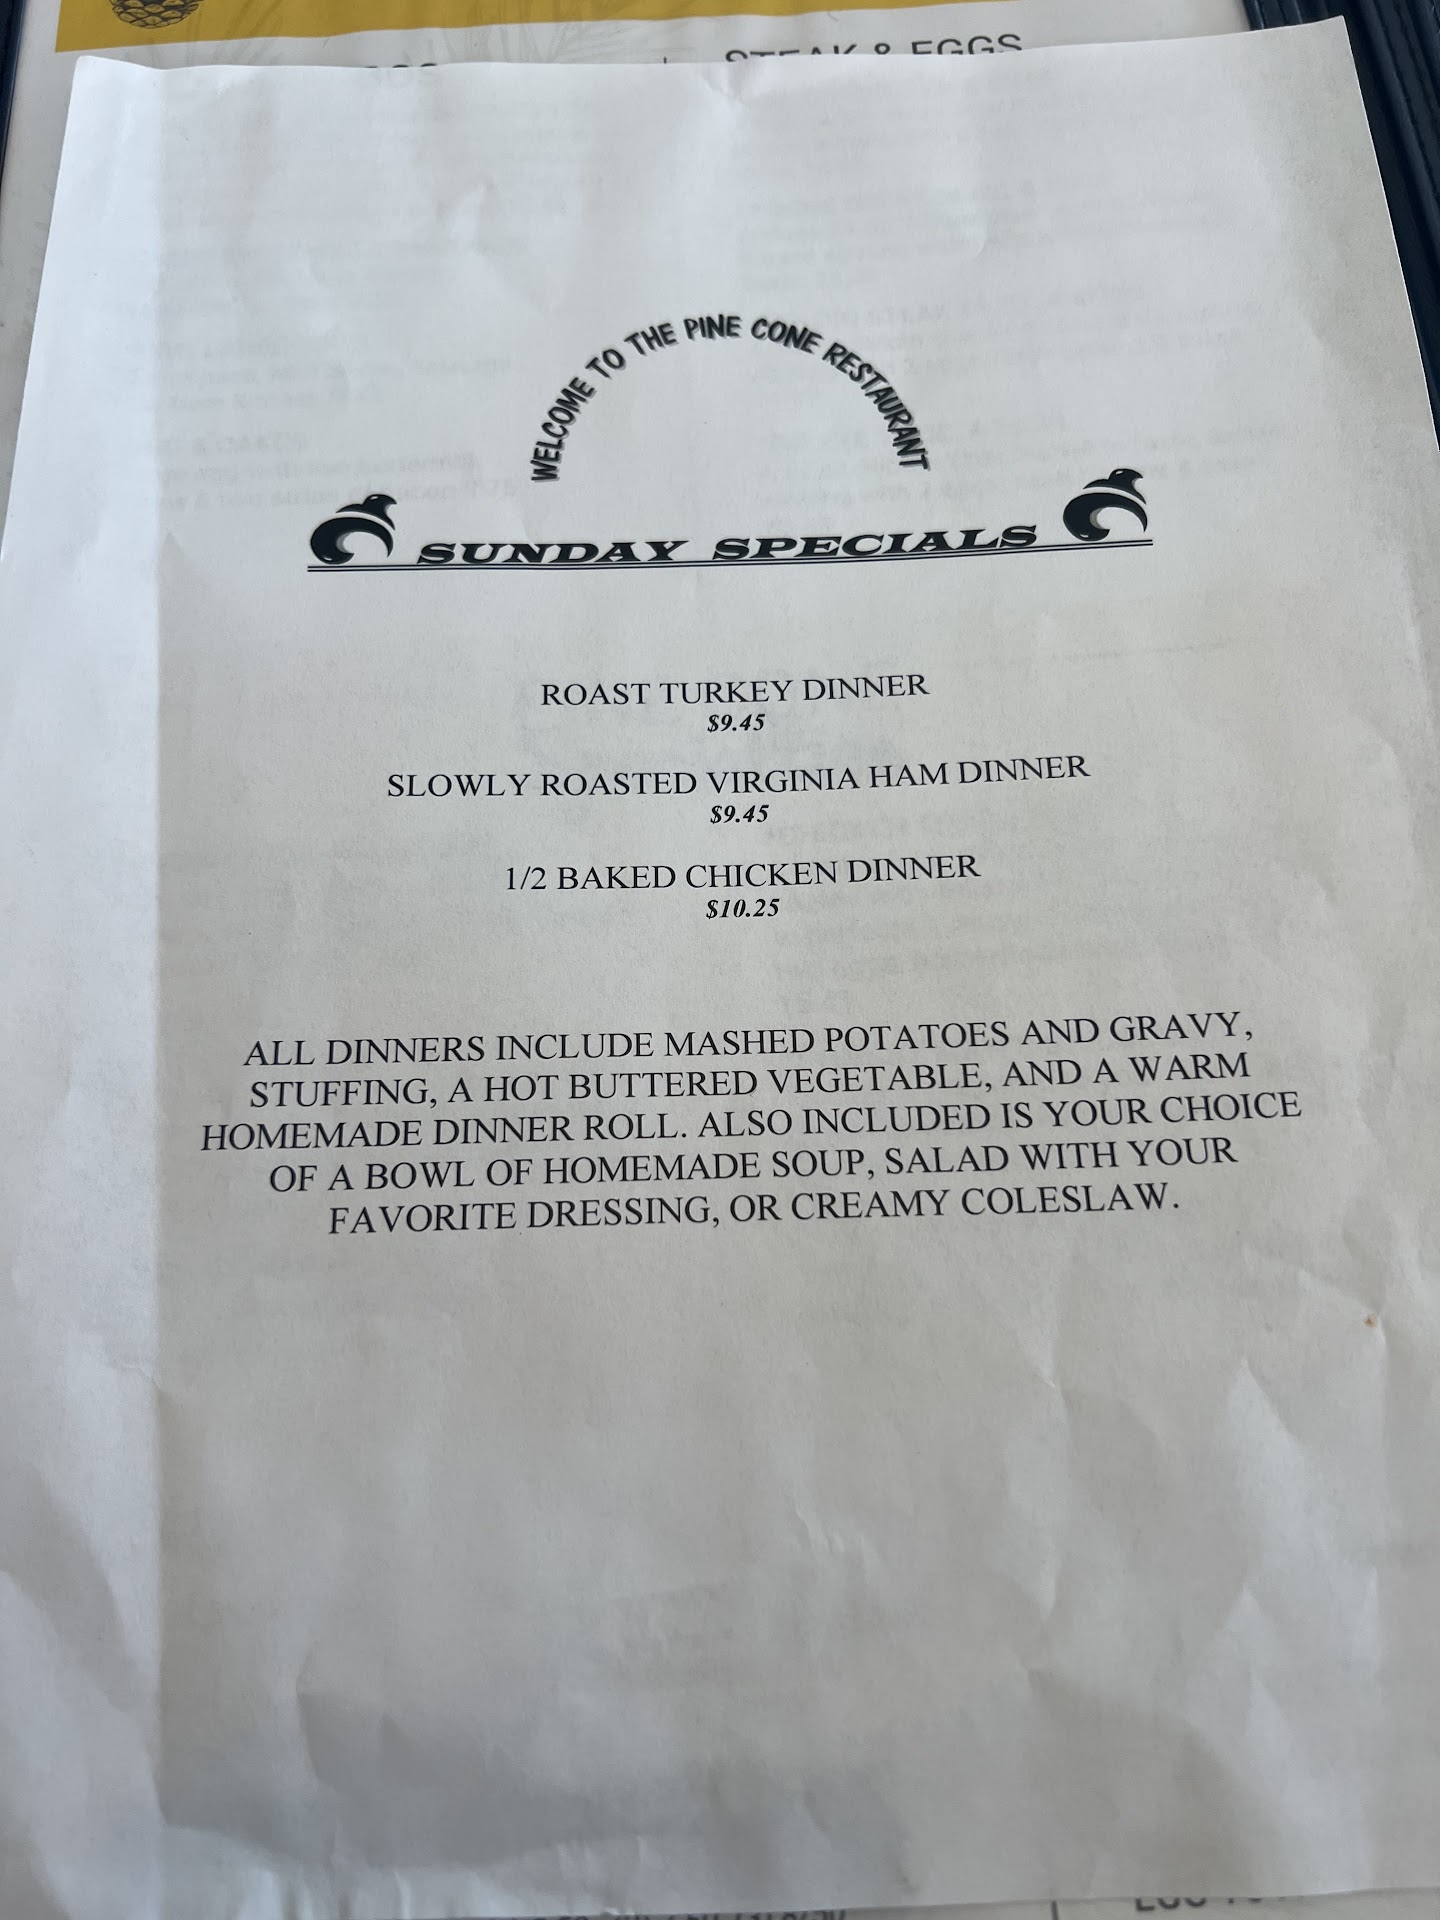 STEAK & EGGS
WELCOME TO THE PINE CONE RESTAURANT
SUNDAY SPECIALS
ROAST TURKEY DINNER
$9.45
SLOWLY ROASTED VIRGINIA HAM DINNER
$9.45
1/2 BAKED CHICKEN DINNER
$10.25
ALL DINNERS INCLUDE MASHED POTATOES AND GRAVY,
STUFFING, A HOT BUTTERED VEGETABLE, AND A WARM
HOMEMADE DINNER ROLL. ALSO INCLUDED IS YOUR CHOICE
OF A BOWL OF HOMEMADE SOUP, SALAD WITH YOUR
FAVORITE DRESSING, OR CREAMY COLESLAW.